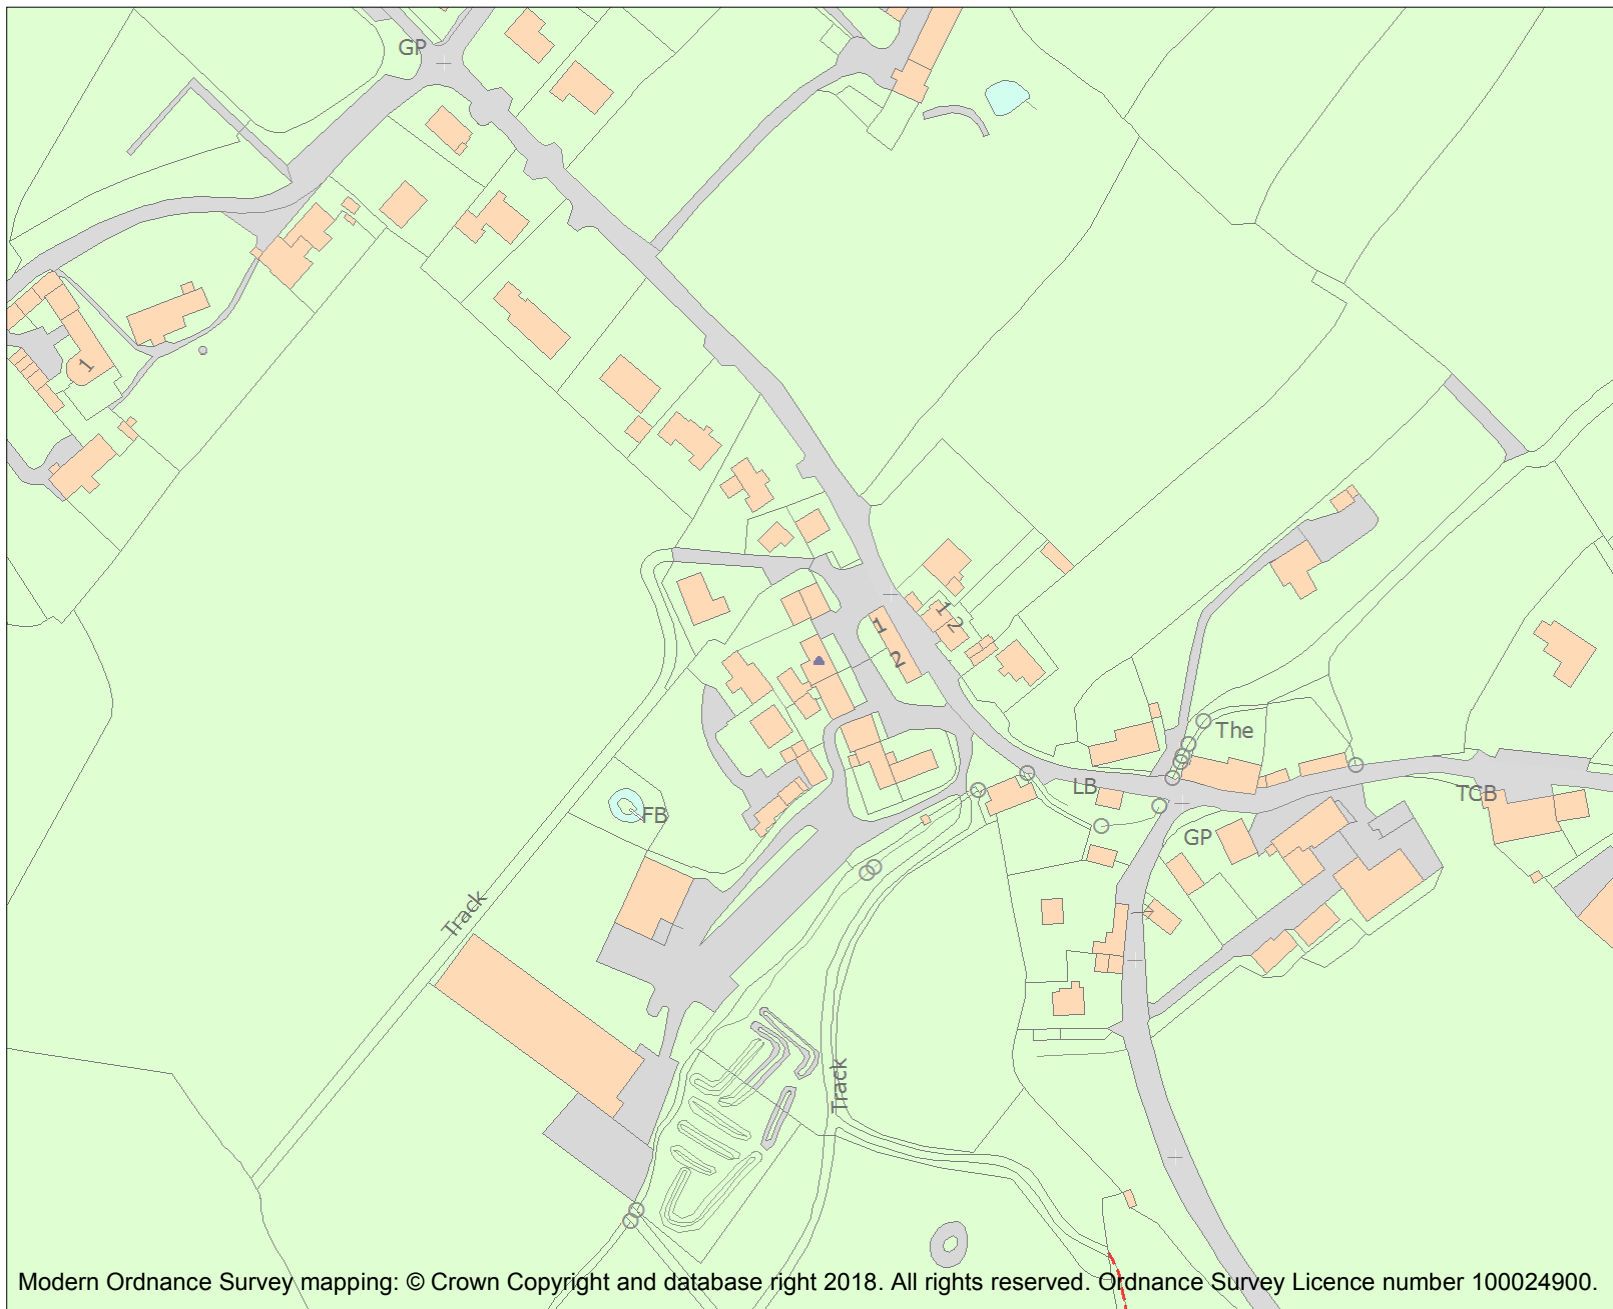 GP
1
1 2
1
2
The
LB
TCB
FB
GP
Track
Track
Modern Ordnance Survey mapping: © Crown Copyright and database right 2018. All rights reserved. Ordnance Survey Licence number 100024900.